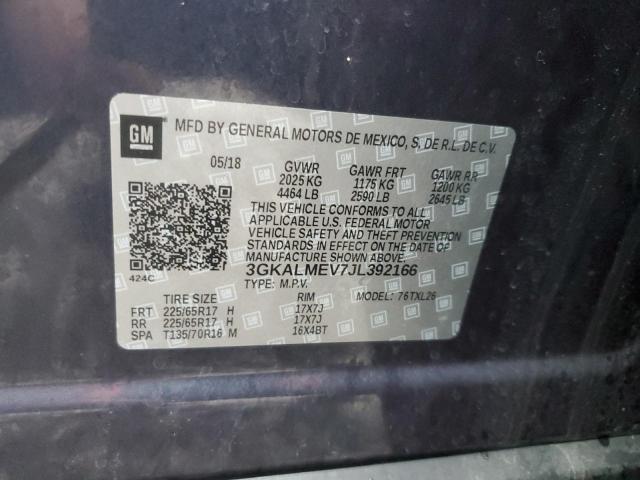 GM
MFD BY GENERAL MOTORS DE MEXICO, S. DE R.L. DE C.V.
05/18 GVWR GAWR FRT GAWR RR
2025 KG 1175 KG 1200 KG
4464 LB 2590 LB 2645 LB
THIS VEHICLE CONFORMS TO ALL
APPLICABLE U.S. FEDERAL MOTOR
VEHICLE SAFETY AND THEFT PREVENTION
STANDARDS IN EFFECT ON THE DATE OF
MANUFACTURE SHOWN ABOVE.
424C 3GKALMEV7JL392166
TYPE: M.P.V. MODEL: 76TXL26
TIRE SIZE RIM
FRT 225/65R17 H 17X7J
RR 225/65R17 H 17X7J
SPA T135/70R16 M 16X4BT